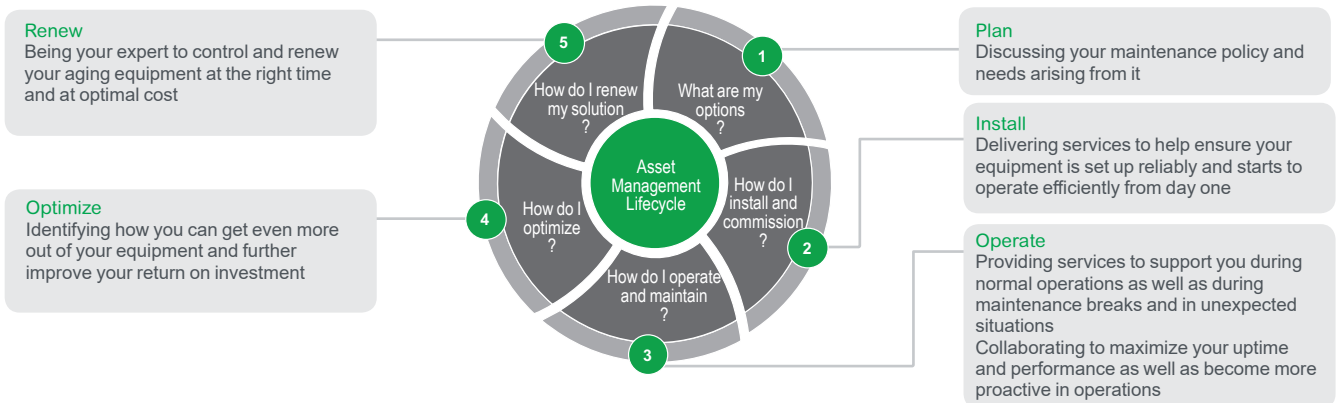 Renew
Being your expert to control and renew
your aging equipment at the right time
and at optimal cost
Optimize
Identifying how you can get even more
out of your equipment and further
improve your return on investment
5
How do I renew
my solution
?
1
What are my
options
?
Asset
Management
Lifecycle
How do I
install and
commission
?
2
How do I
optimize
?
4
How do I operate
and maintain
?
3
Plan
Discussing your maintenance policy and
needs arising from it
Install
Delivering services to help ensure your
equipment is set up reliably and starts to
operate efficiently from day one
Operate
Providing services to support you during
normal operations as well as during
maintenance breaks and in unexpected
situations
Collaborating to maximize your uptime
and performance as well as become more
proactive in operations